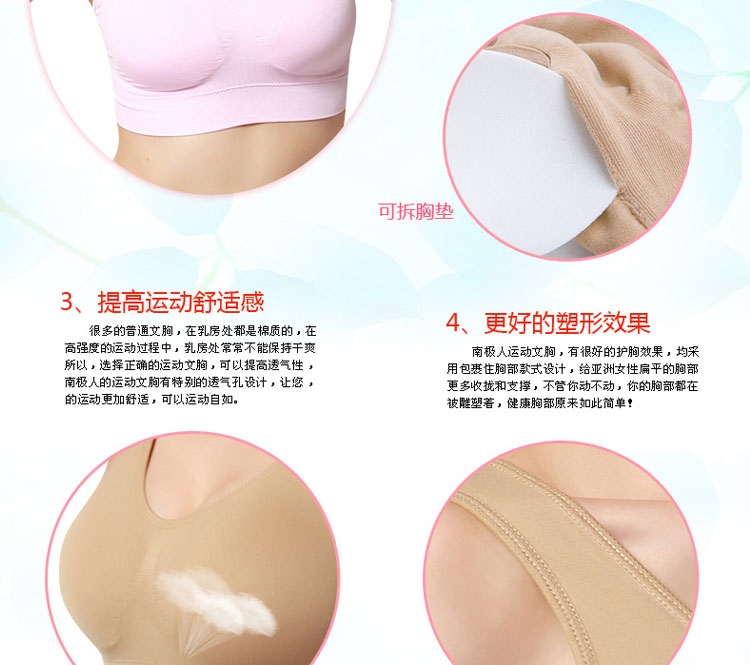 可拆胸垫
3、提高运动舒适感
很多的普通文胸，在乳房处都是棉质的，在
高强度的运动过程中，乳房处常常不能保持干爽
所以，选择正确的运动文胸，可以提高透气性，
南极人的运动文胸有特别的透气孔设计，让您，
的运动更加舒适，可以运动自如。
4、更好的塑形效果
南极人运动文胸，有很好的护胸效果，均采
用包裹住胸部款式设计，给亚洲女性扁平的胸部
更多收拢和支撑，不管你动不动，你的胸部都在
被雕塑着，健康胸部原来如此简单！